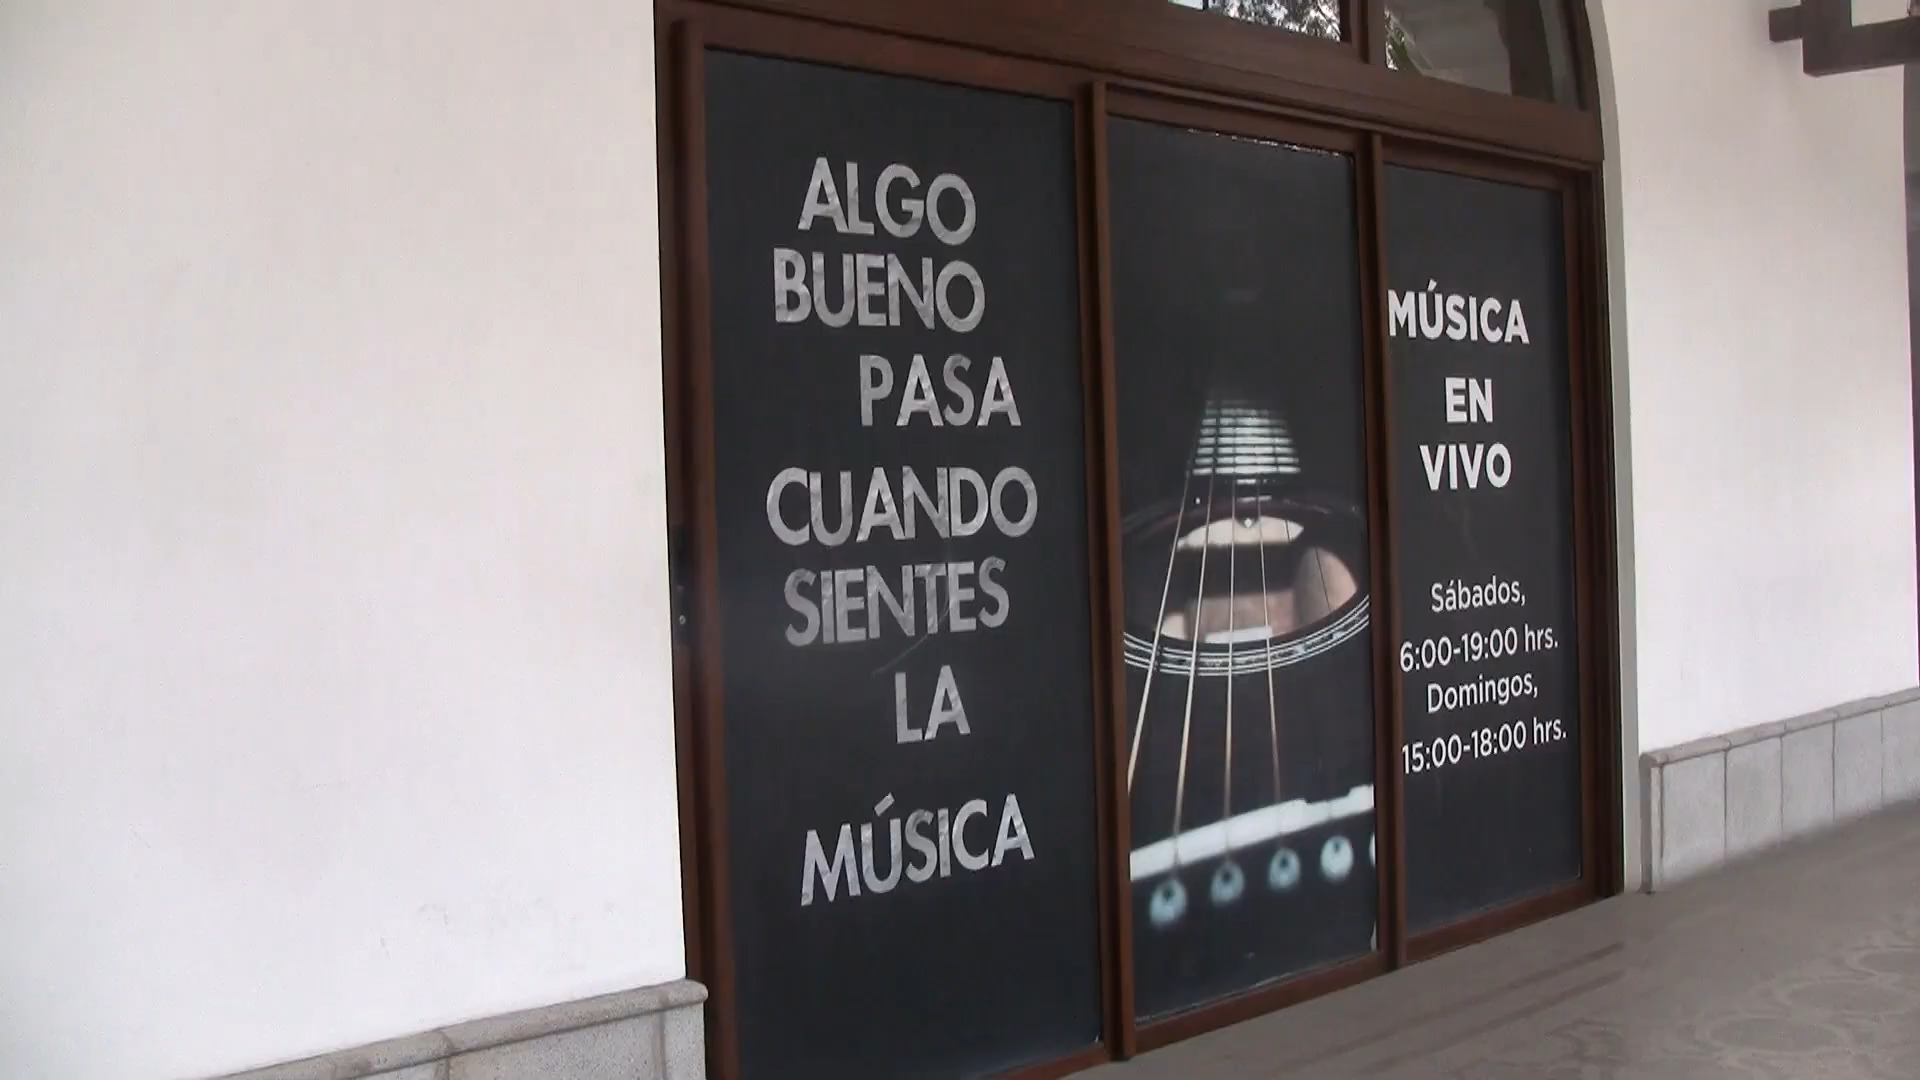 ALGO
BUENO
PASA
CUANDO
SIENTES
LA
MÚSICA
MÚSICA
EN
VIVO
Sábados,
6:00-19:00 hrs.
Domingos,
15:00-18:00 hrs.